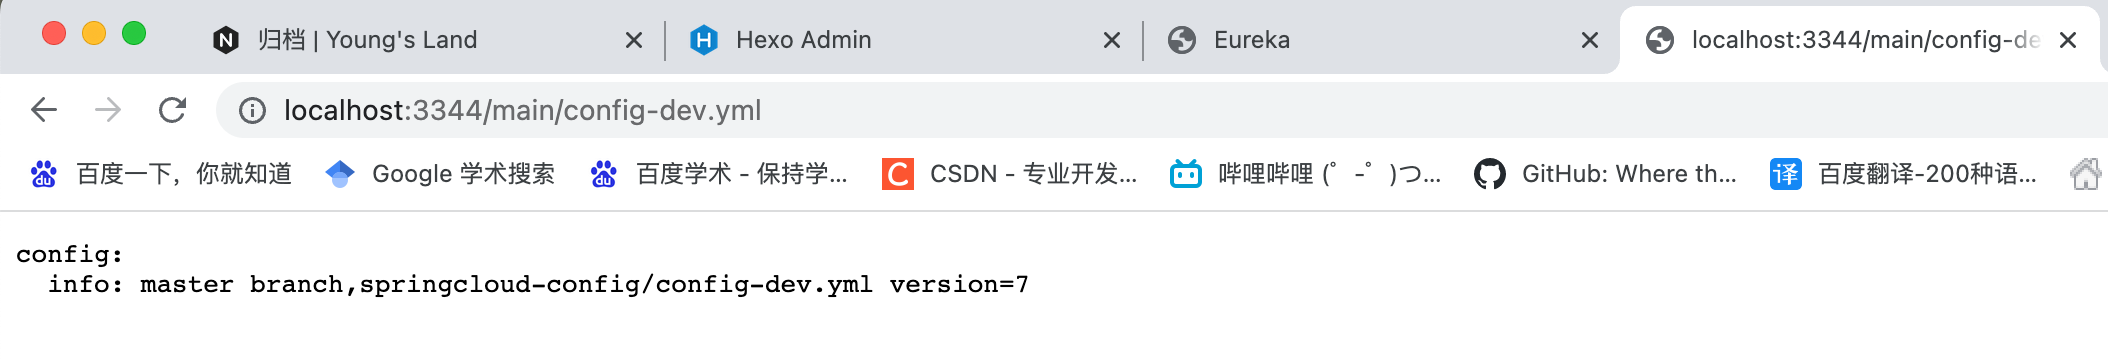 归档 | Young's Land
Hexo Admin
Eureka
localhost:3344/main/config-de
localhost:3344/main/config-dev.yml
百度一下，你就知道
Google 学术搜索
百度学术 - 保持学...
CSDN - 专业开发...
哔哩哔哩 (゜-゜)つ...
GitHub: Where th...
百度翻译-200种语...
config:
  info: master branch,springcloud-config/config-dev.yml version=7